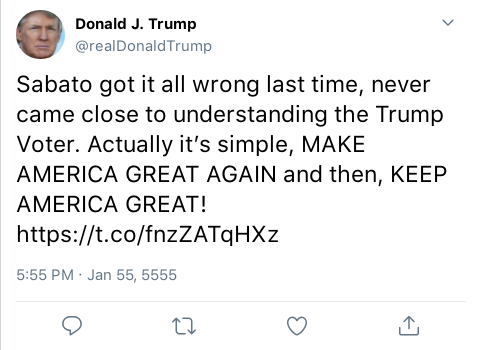 Donald J. Trump
@realDonaldTrump
Sabato got it all wrong last time, never
came close to understanding the Trump
Voter. Actually it’s simple, MAKE
AMERICA GREAT AGAIN and then, KEEP
AMERICA GREAT!
https://t.co/fnzZATqHXz
5:55 PM · Jan 55, 5555